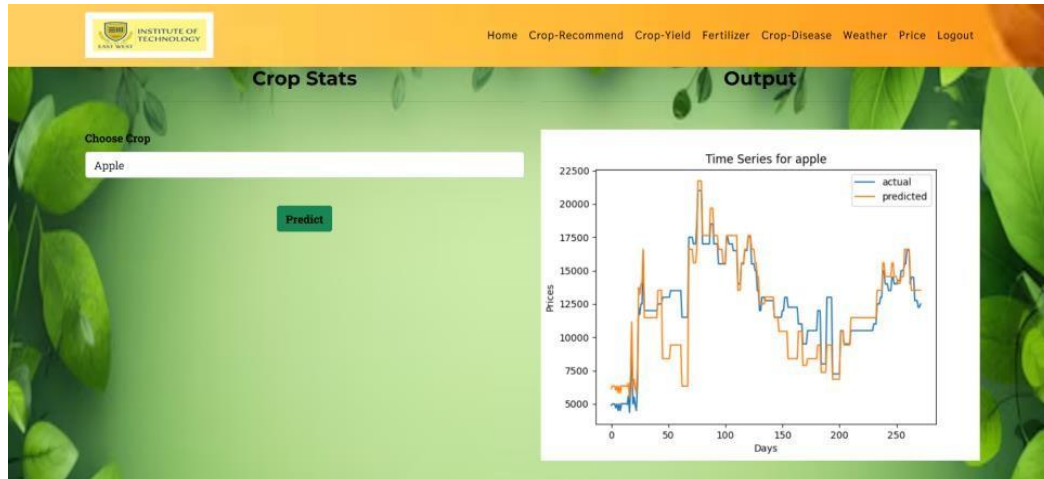 INSTITUTE OF
TECHNOLOGY
EAST WEST
Home Crop-Recommend Crop-Yield Fertilizer Crop-Disease Weather Price Logout
Crop Stats
Output
Choose Crop
Apple
Predict
Time Series for apple
actual
predicted
22500
20000
17500
15000
12500
10000
7500
5000
Prices
0 50 100 150 200 250
Days